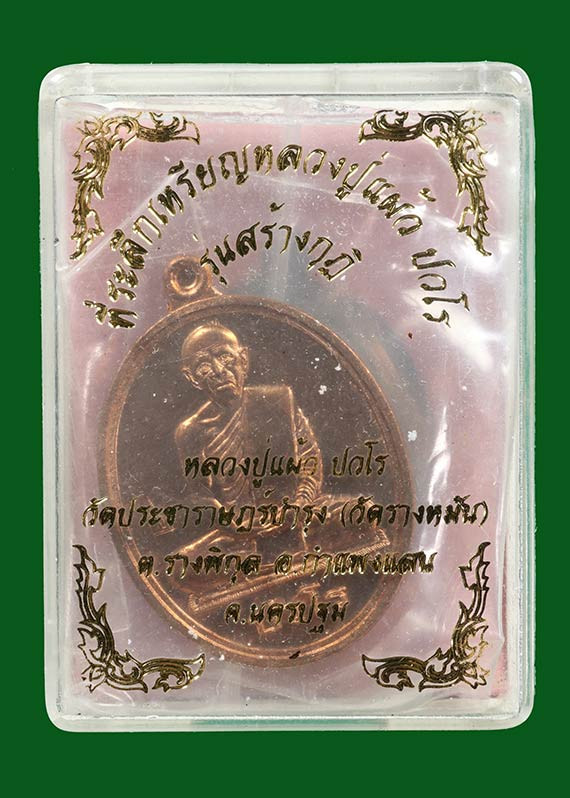 ที่ระลึกเหรียญหลวงปู่แผ้ว ปวโร
รุ่นสร้างกุฏิ
หลวงปู่แผ้ว ปวโร
วัดประชาราษฎร์บำรุง (วัดรางหมัน)
ต.รางพิกุล อ.กำแพงแสน
จ.นครปฐม